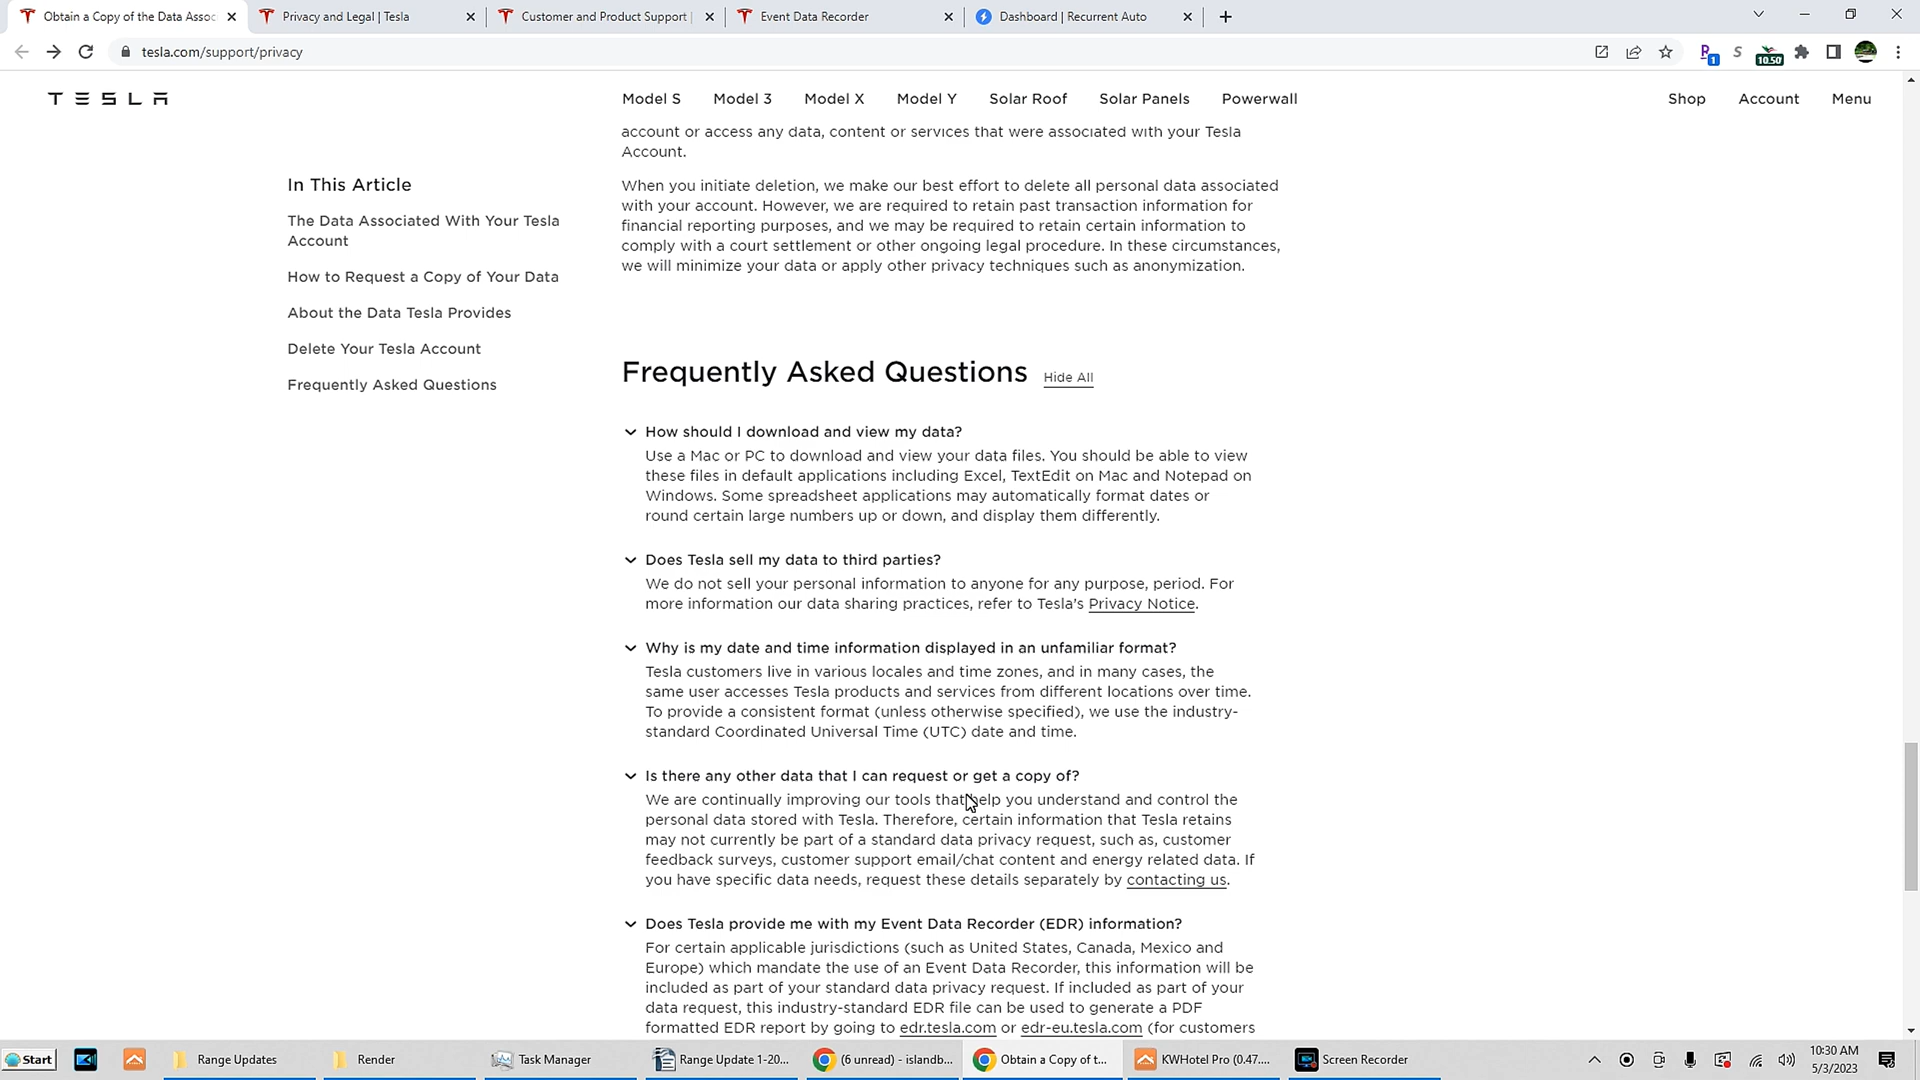 Obtain a Copy of the Data Assoc
Privacy and Legal | Tesla
Customer and Product Support |
Event Data Recorder
Dashboard | Recurrent Auto
tesla.com/support/privacy
1
10.50
TESLA
Model S
Model 3
Model X
Model Y
Solar Roof
Solar Panels
Powerwall
Shop
Account
Menu
In This Article
The Data Associated With Your Tesla
Account
How to Request a Copy of Your Data
About the Data Tesla Provides
Delete Your Tesla Account
Frequently Asked Questions
account or access any data, content or services that were associated with your Tesla
Account.
When you initiate deletion, we make our best effort to delete all personal data associated
with your account. However, we are required to retain past transaction information for
financial reporting purposes, and we may be required to retain certain information to
comply with a court settlement or other ongoing legal procedure. In these circumstances,
we will minimize your data or apply other privacy techniques such as anonymization.
Frequently Asked Questions Hide All
How should I download and view my data?
Use a Mac or PC to download and view your data files. You should be able to view
these files in default applications including Excel, TextEdit on Mac and Notepad on
Windows. Some spreadsheet applications may automatically format dates or
round certain large numbers up or down, and display them differently.
Does Tesla sell my data to third parties?
We do not sell your personal information to anyone for any purpose, period. For
more information our data sharing practices, refer to Tesla's Privacy Notice.
Why is my date and time information displayed in an unfamiliar format?
Tesla customers live in various locales and time zones, and in many cases, the
same user accesses Tesla products and services from different locations over time.
To provide a consistent format (unless otherwise specified), we use the industry-
standard Coordinated Universal Time (UTC) date and time.
Is there any other data that I can request or get a copy of?
We are continually improving our tools that help you understand and control the
personal data stored with Tesla. Therefore, certain information that Tesla retains
may not currently be part of a standard data privacy request, such as, customer
feedback surveys, customer support email/chat content and energy related data. If
you have specific data needs, request these details separately by contacting us.
Does Tesla provide me with my Event Data Recorder (EDR) information?
For certain applicable jurisdictions (such as United States, Canada, Mexico and
Europe) which mandate the use of an Event Data Recorder, this information will be
included as part of your standard data privacy request. If included as part of your
data request, this industry-standard EDR file can be used to generate a PDF
formatted EDR report by going to edr.tesla.com or edr-eu.tesla.com (for customers
Start
Range Updates
Render
Task Manager
Range Update 1-20...
(6 unread) - islandb...
Obtain a Copy of t...
KWHotel Pro (0.47....
Screen Recorder
10:30 AM
5/3/2023